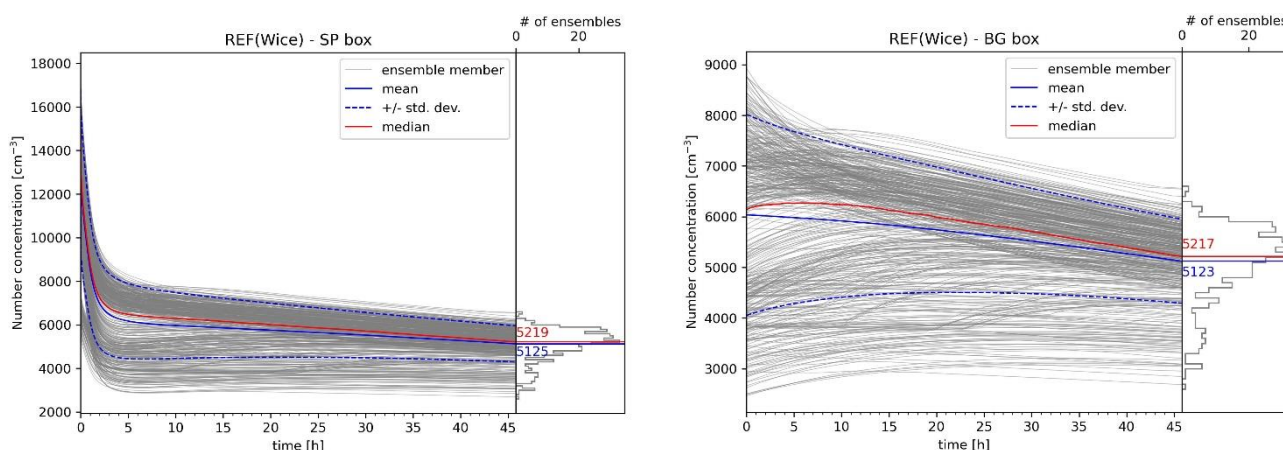 # of ensembles
0 20
REF(Wice) - SP box
18000
16000
14000
12000
10000
8000
6000
4000
2000
Number concentration [cm⁻³]
ensemble member
mean
+/- std. dev.
median
5219
5125
0 5 10 15 20 25 30 35 40 45
time [h]
# of ensembles
0 20
REF(Wice) - BG box
9000
8000
7000
6000
5000
4000
3000
Number concentration [cm⁻³]
ensemble member
mean
+/- std. dev.
median
5217
5123
0 5 10 15 20 25 30 35 40 45
time [h]